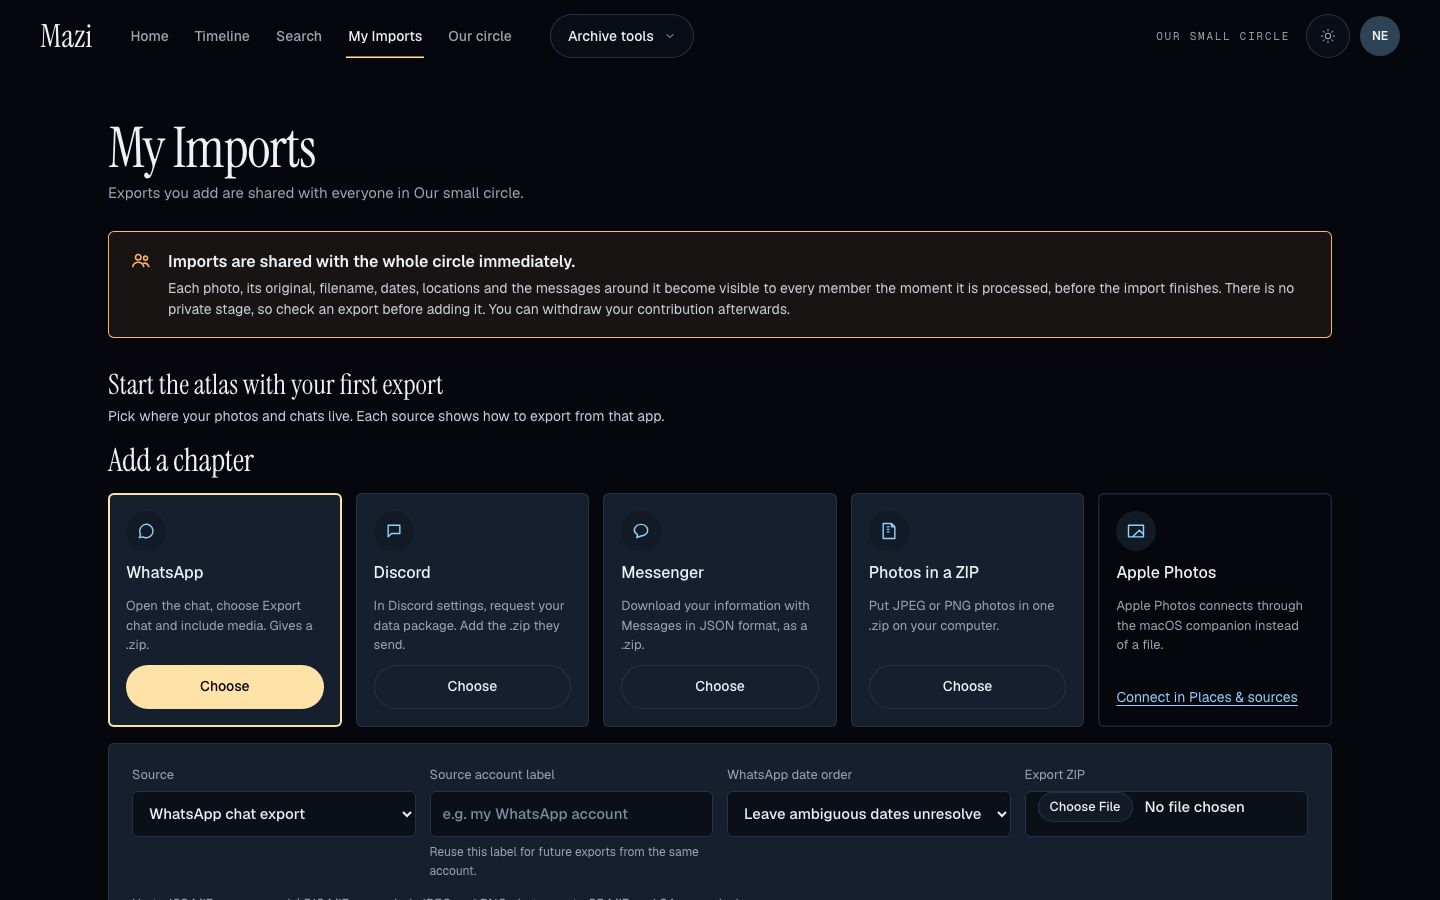 Mazi
Home
Timeline
Search
My Imports
Our circle
Archive tools
OUR SMALL CIRCLE
NE
My Imports
Exports you add are shared with everyone in Our small circle.
Imports are shared with the whole circle immediately.
Each photo, its original, filename, dates, locations and the messages around it become visible to every member the moment it is processed, before the import finishes. There is no
private stage, so check an export before adding it. You can withdraw your contribution afterwards.
Start the atlas with your first export
Pick where your photos and chats live. Each source shows how to export from that app.
Add a chapter
WhatsApp
Open the chat, choose Export
chat and include media. Gives a
.zip.
Choose
Discord
In Discord settings, request your
data package. Add the .zip they
send.
Choose
Messenger
Download your information with
Messages in JSON format, as a
.zip.
Choose
Photos in a ZIP
Put JPEG or PNG photos in one
.zip on your computer.
Choose
Apple Photos
Apple Photos connects through
the macOS companion instead
of a file.
Connect in Places & sources
Source
WhatsApp chat export
Source account label
e.g. my WhatsApp account
Reuse this label for future exports from the same
account.
WhatsApp date order
Leave ambiguous dates unresolve
Export ZIP
Choose File
No file chosen